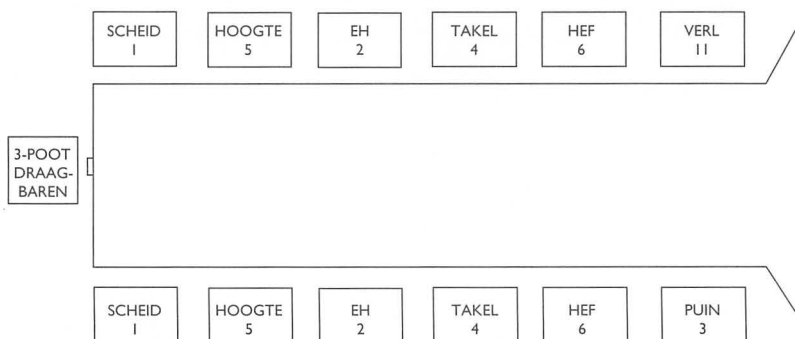 SCHEID
1
HOOGTE
5
EH
2
TAKEL
4
HEF
6
VERL
11
3-POOT
DRAAG-
BAREN
SCHEID
1
HOOGTE
5
EH
2
TAKEL
4
HEF
6
PUIN
3